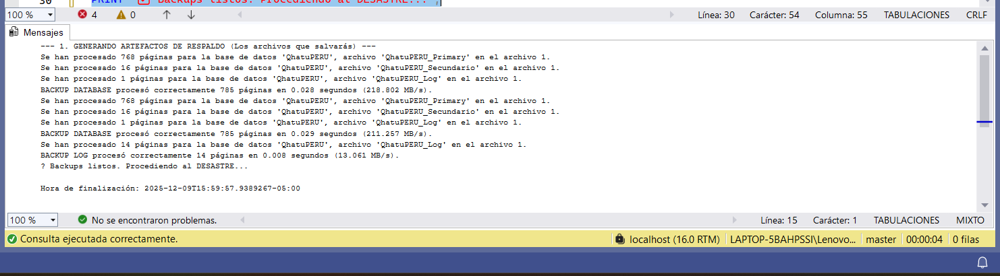 30 PRINT '✅ Backups listos. Procediendo al DESASTRE...';
100 % 4 0 Línea: 30 Carácter: 54 Columna: 55 TABULACIONES CRLF
Mensajes
--- 1. GENERANDO ARTEFACTOS DE RESPALDO (Los archivos que salvarás) ---
Se han procesado 768 páginas para la base de datos 'QhatuPERU', archivo 'QhatuPERU_Primary' en el archivo 1.
Se han procesado 16 páginas para la base de datos 'QhatuPERU', archivo 'QhatuPERU_Secundario' en el archivo 1.
Se han procesado 1 páginas para la base de datos 'QhatuPERU', archivo 'QhatuPERU_Log' en el archivo 1.
BACKUP DATABASE procesó correctamente 785 páginas en 0.028 segundos (218.802 MB/s).
Se han procesado 768 páginas para la base de datos 'QhatuPERU', archivo 'QhatuPERU_Primary' en el archivo 1.
Se han procesado 16 páginas para la base de datos 'QhatuPERU', archivo 'QhatuPERU_Secundario' en el archivo 1.
Se han procesado 1 páginas para la base de datos 'QhatuPERU', archivo 'QhatuPERU_Log' en el archivo 1.
BACKUP DATABASE procesó correctamente 785 páginas en 0.029 segundos (211.257 MB/s).
Se han procesado 14 páginas para la base de datos 'QhatuPERU', archivo 'QhatuPERU_Log' en el archivo 1.
BACKUP LOG procesó correctamente 14 páginas en 0.008 segundos (13.061 MB/s).
? Backups listos. Procediendo al DESASTRE...
Hora de finalización: 2025-12-09T15:59:57.9389267-05:00
100 % No se encontraron problemas. Línea: 15 Carácter: 1 TABULACIONES MIXTO
Consulta ejecutada correctamente. localhost (16.0 RTM) LAPTOP-5BAHPSSI\Lenovo... master 00:00:04 0 filas